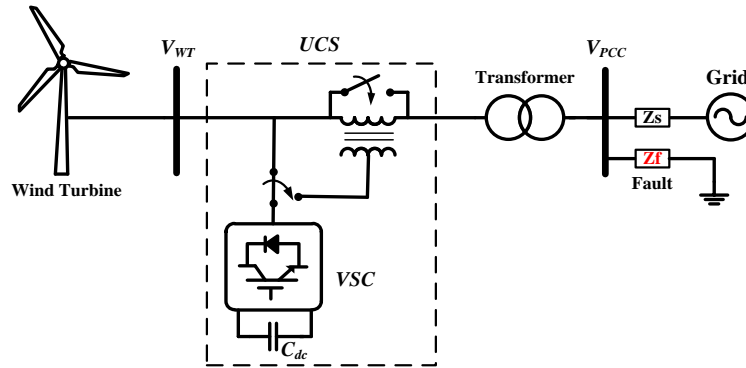 V_WT
UCS
V_PCC
Transformer
Grid
Zs
Zf
Wind Turbine
Fault
VSC
C_dc